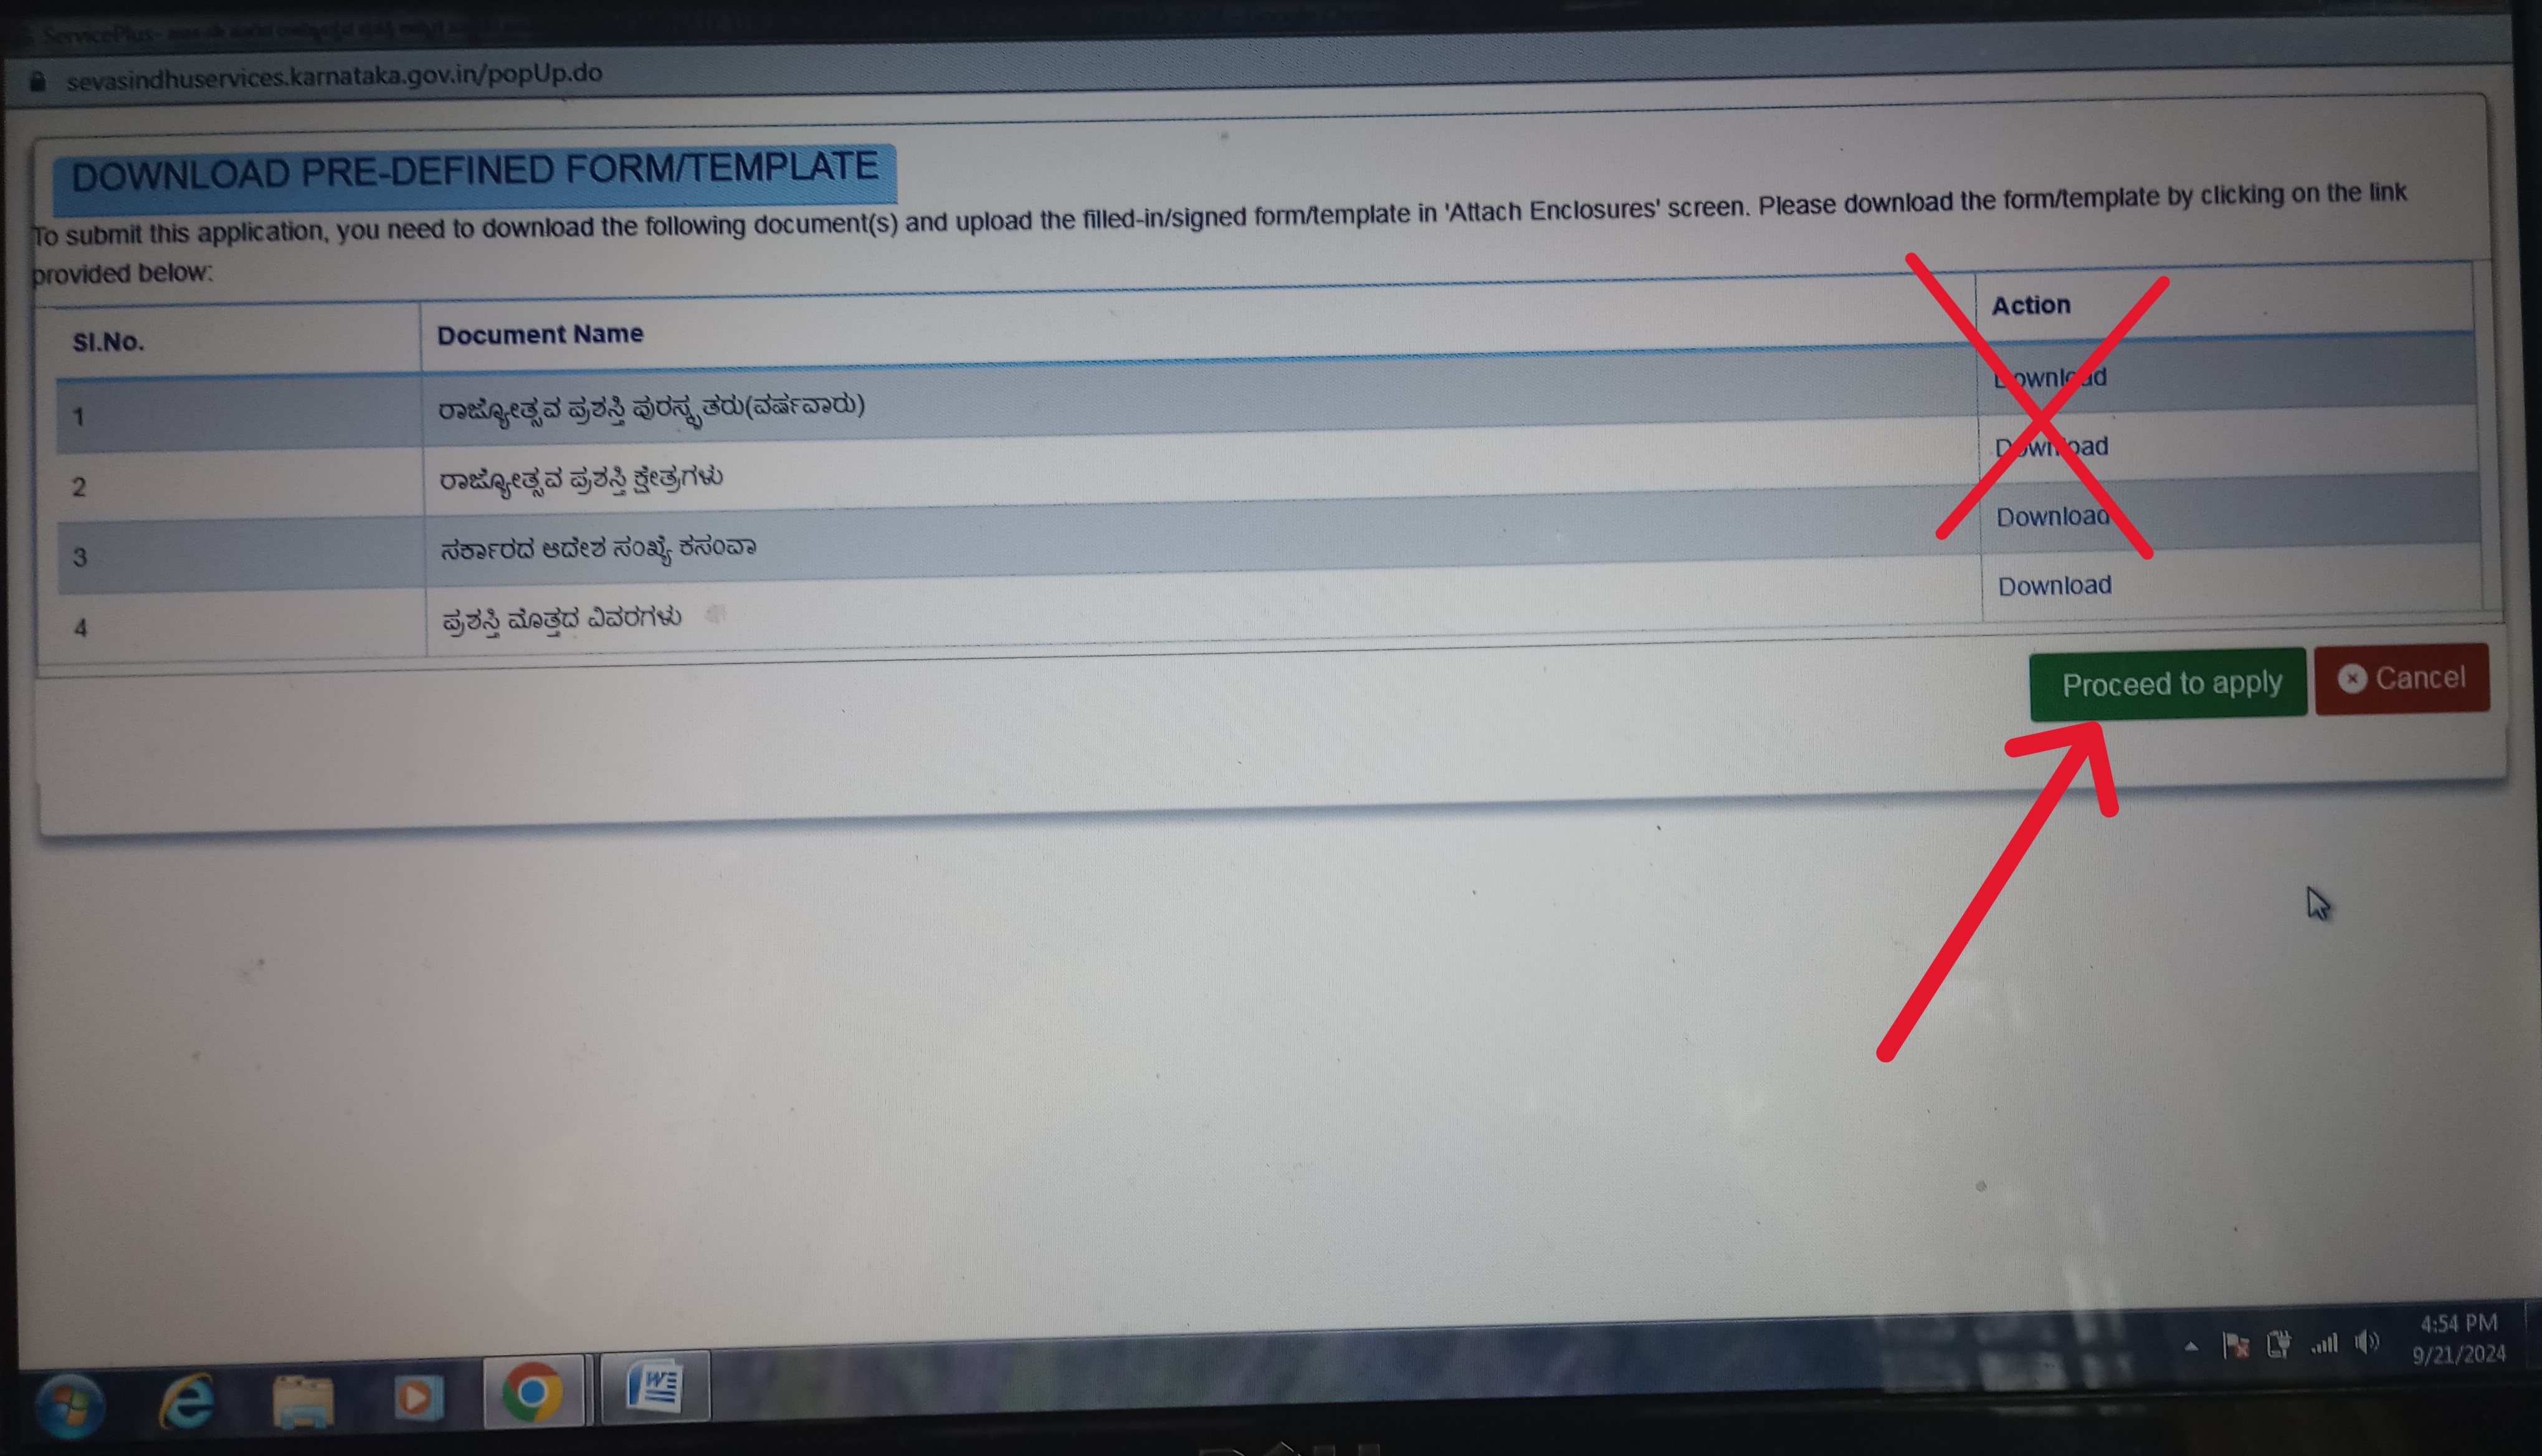 ServicePlus-
sevasindhuservices.karnataka.gov.in/popUp.do
DOWNLOAD PRE-DEFINED FORM/TEMPLATE
To submit this application, you need to download the following document(s) and upload the filled-in/signed form/template in 'Attach Enclosures' screen. Please download the form/template by clicking on the link
provided below:
Sl.No. Document Name Action
1 ರಾಜ್ಯೋತ್ಸವ ಪ್ರಶಸ್ತಿ ಪುರಸ್ಕೃತರು(ವರ್ಷವಾರು) Download
2 ರಾಜ್ಯೋತ್ಸವ ಪ್ರಶಸ್ತಿ ಕ್ಷೇತ್ರಗಳು Download
3 ಸರ್ಕಾರದ ಆದೇಶ ಸಂಖ್ಯೆ ಕಸಂವಾ Download
4 ಪ್ರಶಸ್ತಿ ಮೊತ್ತದ ವಿವರಗಳು Download
Proceed to apply Cancel
4:54 PM
9/21/2024